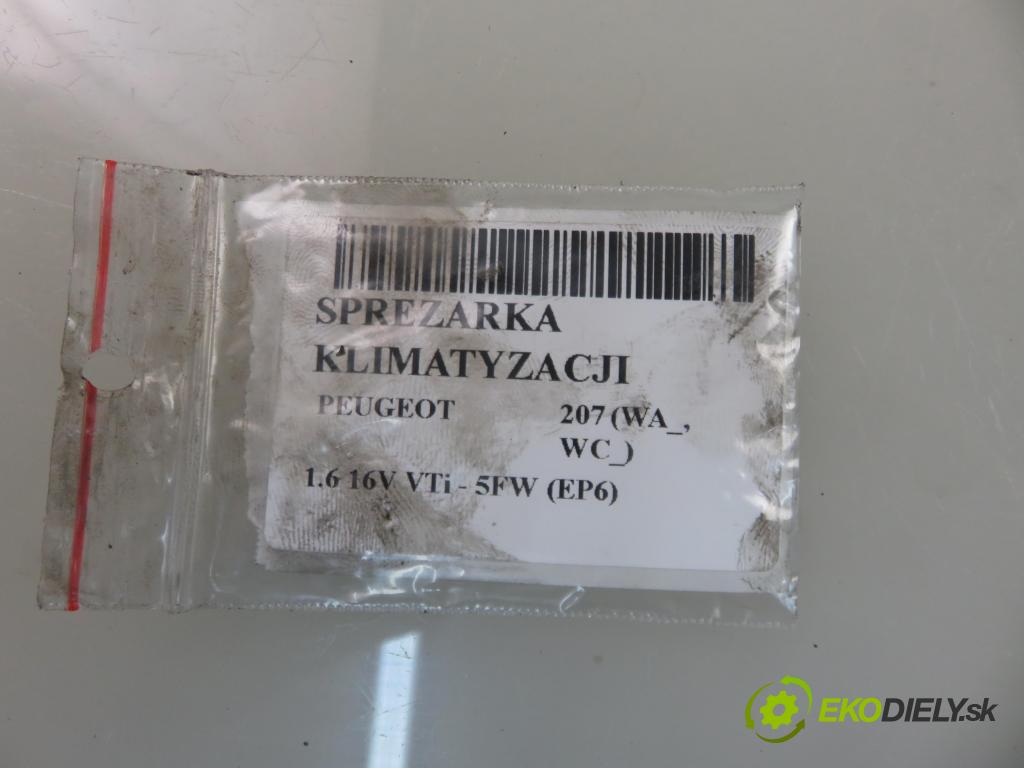 SPREZARKA
KLIMATYZACJI
PEUGEOT 207 (WA_,
WC_)
1.6 16V VTi - 5FW (EP6)
EKODIELY.sk